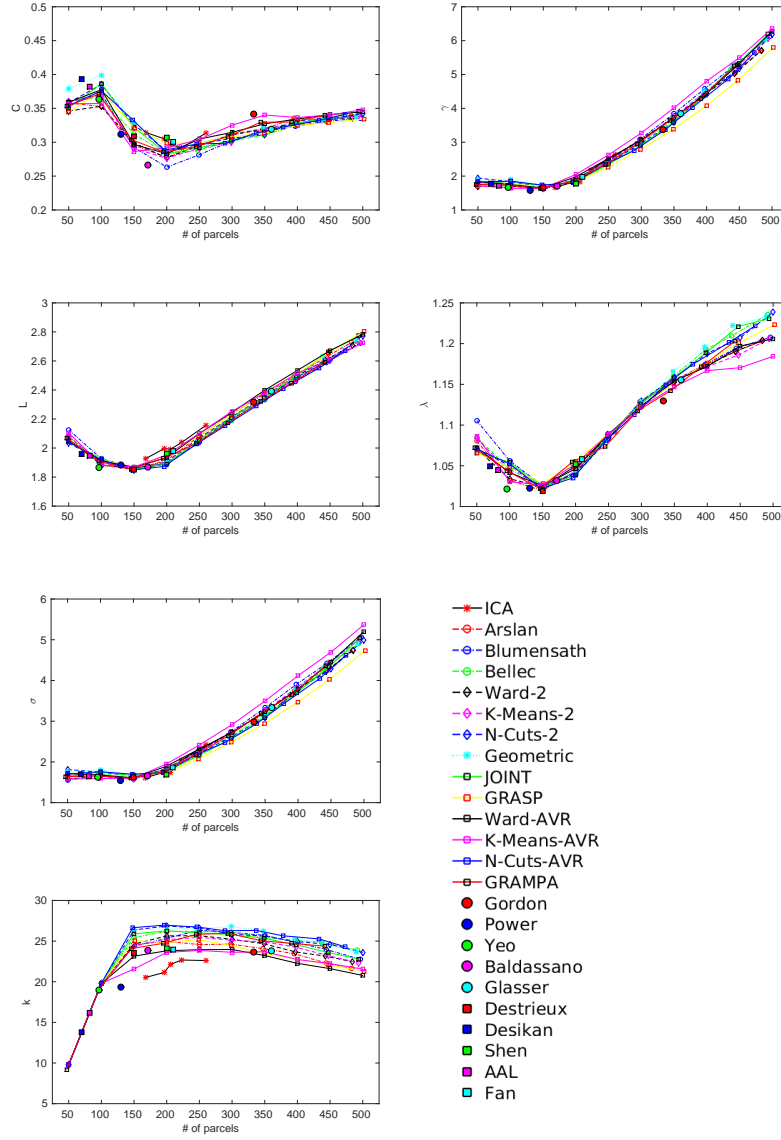 0.5
0.45
0.4
0.35
0.3
0.25
0.2
C
50 100 150 200 250 300 350 400 450 500
# of parcels
7
6
5
4
3
2
1
γ
50 100 150 200 250 300 350 400 450 500
# of parcels
3
2.8
2.6
2.4
2.2
2
1.8
1.6
L
50 100 150 200 250 300 350 400 450 500
# of parcels
1.25
1.2
1.15
1.1
1.05
1
λ
50 100 150 200 250 300 350 400 450 500
# of parcels
6
5
4
3
2
1
σ
50 100 150 200 250 300 350 400 450 500
# of parcels
30
25
20
15
10
5
k
50 100 150 200 250 300 350 400 450 500
# of parcels
ICA
Arslan
Blumensath
Bellec
Ward-2
K-Means-2
N-Cuts-2
Geometric
JOINT
GRASP
Ward-AVR
K-Means-AVR
N-Cuts-AVR
GRAMPA
Gordon
Power
Yeo
Baldassano
Glasser
Destrieux
Desikan
Shen
AAL
Fan